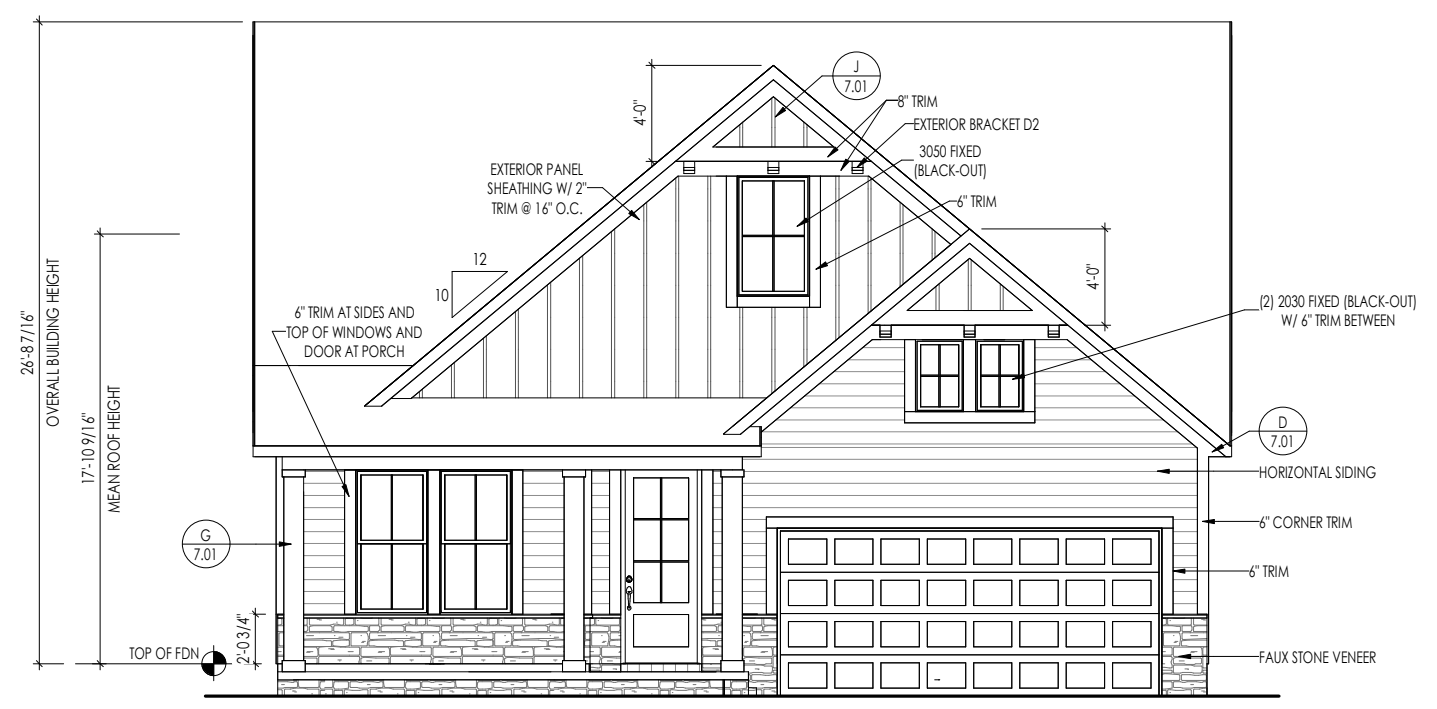 J
7.01
8" TRIM
EXTERIOR BRACKET D2
3050 FIXED
(BLACK-OUT)
4'-0"
EXTERIOR PANEL
SHEATHING W/ 2"
TRIM @ 16" O.C.
6" TRIM
12
10
4'-0"
(2) 2030 FIXED (BLACK-OUT)
W/ 6" TRIM BETWEEN
6" TRIM AT SIDES AND
TOP OF WINDOWS AND
DOOR AT PORCH
26'-8 7/16"
OVERALL BUILDING HEIGHT
17'-10 9/16"
MEAN ROOF HEIGHT
D
7.01
HORIZONTAL SIDING
6" CORNER TRIM
G
7.01
6" TRIM
2'-0 3/4"
TOP OF FDN
FAUX STONE VENEER